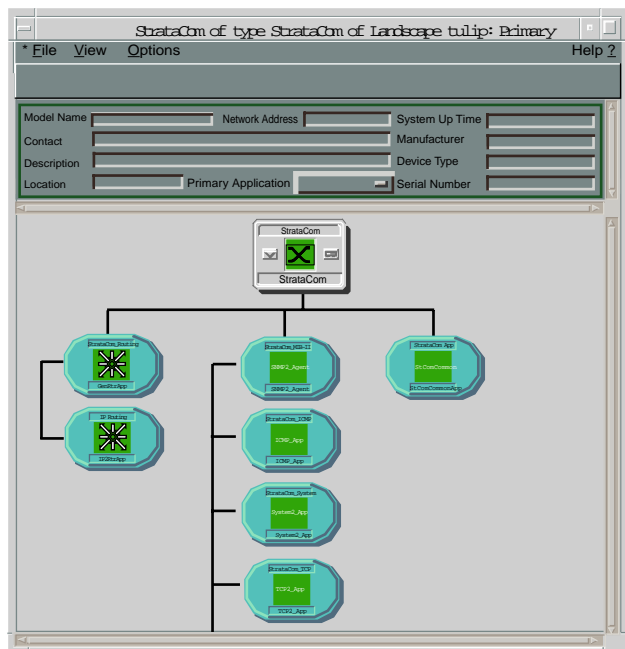 StrataCom of type StrataCom of Landscape tulip: Primary
* File View Options Help ?
Model Name Network Address System Up Time
Contact Manufacturer
Description Device Type
Location Primary Application Serial Number
StrataCom
StrataCom
StrataCom_Routing
GenRtrApp
IP Routing
IP2RtrApp
StrataCom_MIB-II
SNMP2_Agent
SNMP2_Agent
StrataCom_ICMP
ICMP_App
ICMP_App
StrataCom_System
System2_App
System2_App
StrataCom_TCP
TCP2_App
TCP2_App
StrataCom App
StComCommon
StComCommonApp